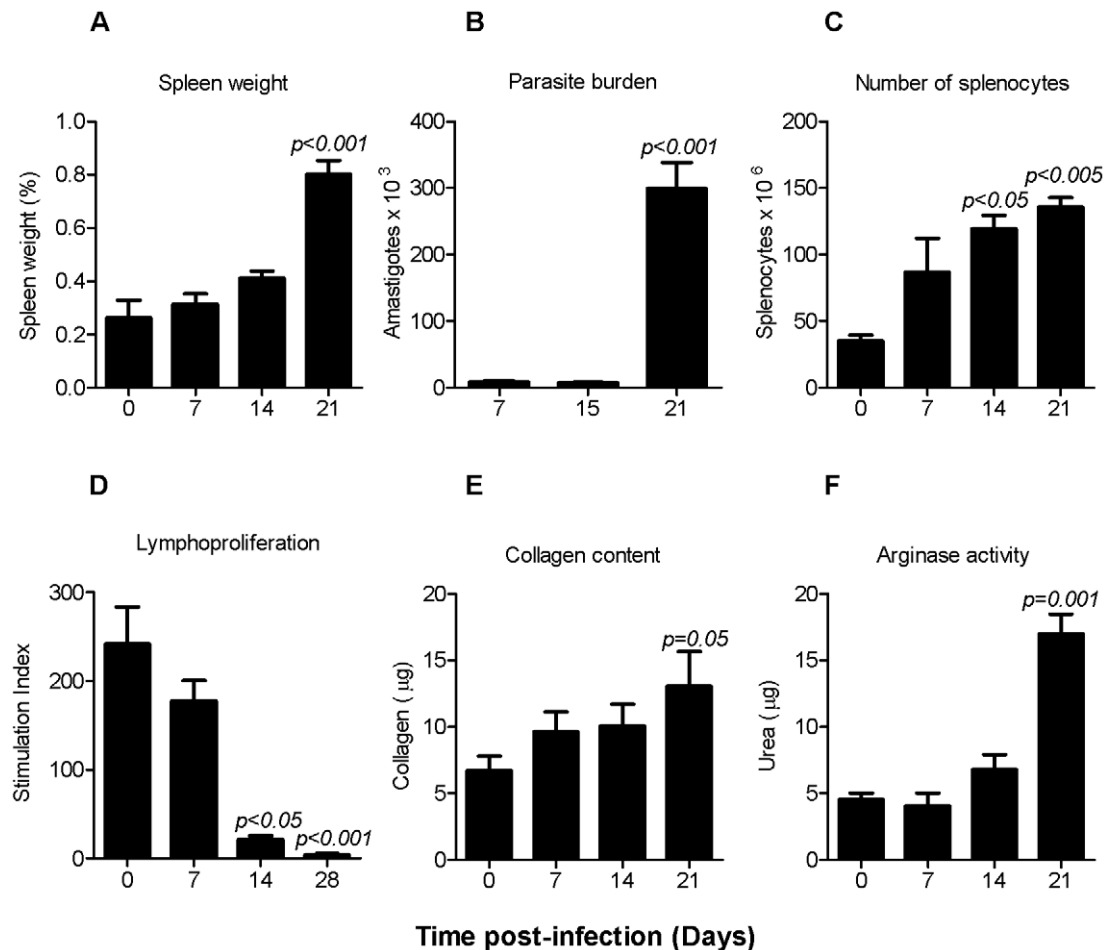 A
Spleen weight
Spleen weight (%)
1.0
0.8
0.6
0.4
0.2
0.0
p<0.001
0 7 14 21
B
Parasite burden
Amastigotes x 10^3
400
300
200
100
0
p<0.001
7 15 21
C
Number of splenocytes
Splenocytes x 10^6
200
150
100
50
0
p<0.05
p<0.005
0 7 14 21
D
Lymphoproliferation
Stimulation Index
300
200
100
0
p<0.05
p<0.001
0 7 14 28
E
Collagen content
Collagen ( µg)
20
15
10
5
0
p=0.05
0 7 14 21
F
Arginase activity
Urea ( µg)
20
15
10
5
0
p=0.001
0 7 14 21
Time post-infection (Days)